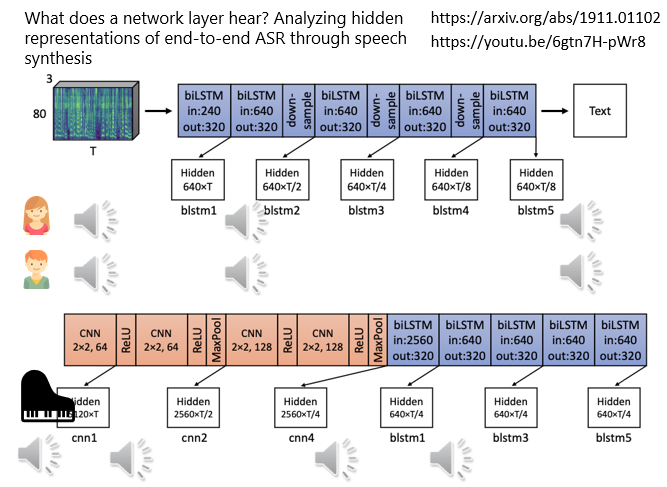 What does a network layer hear? Analyzing hidden
representations of end-to-end ASR through speech
synthesis
https://arxiv.org/abs/1911.01102
https://youtu.be/6gtn7H-pWr8
3
80
T
biLSTM
in:240
out:320
biLSTM
in:640
out:320
down-
sample
biLSTM
in:640
out:320
down-
sample
biLSTM
in:640
out:320
down-
sample
biLSTM
in:640
out:320
Text
Hidden
640×T
Hidden
640×T/2
Hidden
640×T/4
Hidden
640×T/8
Hidden
640×T/8
blstm1
blstm2
blstm3
blstm4
blstm5
CNN
2×2, 64
ReLU
CNN
2×2, 64
ReLU
MaxPool
CNN
2×2, 128
ReLU
CNN
2×2, 128
ReLU
MaxPool
biLSTM
in:2560
out:320
biLSTM
in:640
out:320
biLSTM
in:640
out:320
biLSTM
in:640
out:320
biLSTM
in:640
out:320
Hidden
2560×T/2
Hidden
2560×T/4
Hidden
640×T/4
Hidden
640×T/4
Hidden
640×T/4
cnn1
cnn2
cnn4
blstm1
blstm3
blstm5